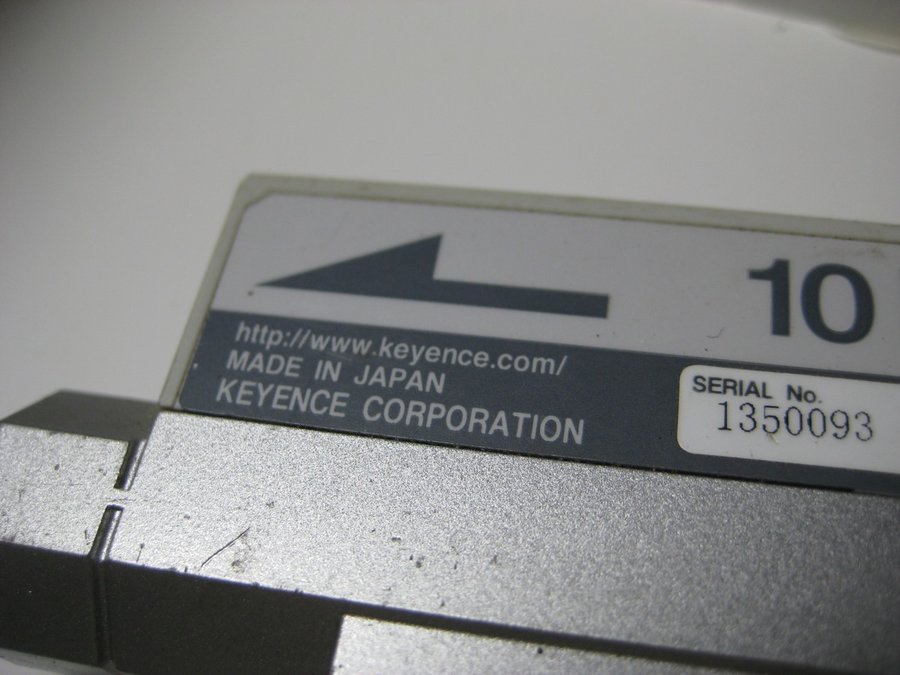 10
http://www.keyence.com/
MADE IN JAPAN
KEYENCE CORPORATION
SERIAL No.
1350093